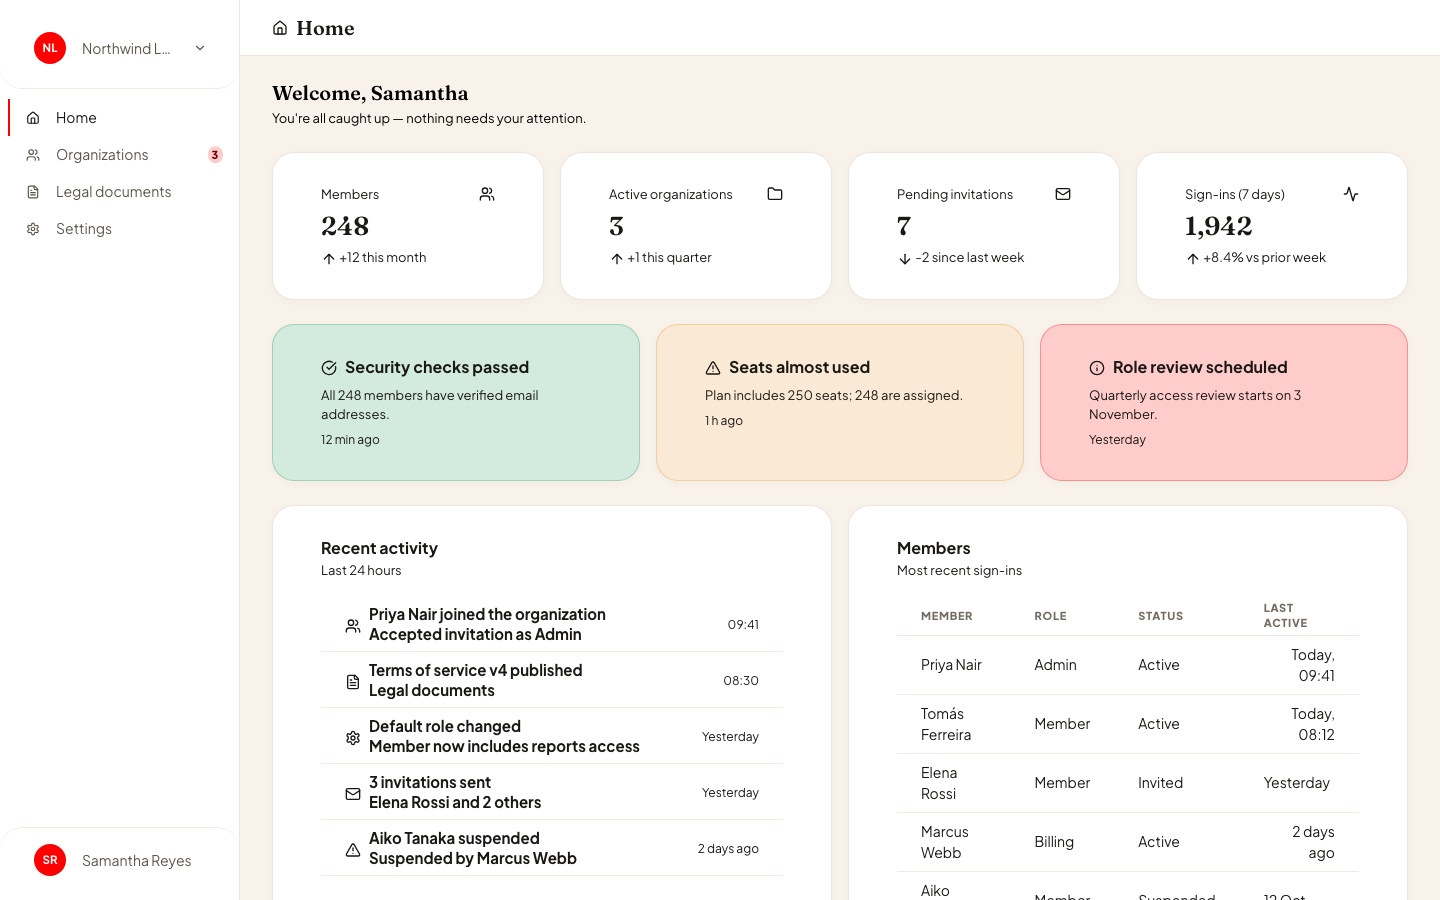 NL
Northwind L...
Home
Organizations
3
Legal documents
Settings
SR
Samantha Reyes
Home
Welcome, Samantha
You're all caught up — nothing needs your attention.
Members
248
+12 this month
Active organizations
3
+1 this quarter
Pending invitations
7
-2 since last week
Sign-ins (7 days)
1,942
+8.4% vs prior week
Security checks passed
All 248 members have verified email
addresses.
12 min ago
Seats almost used
Plan includes 250 seats; 248 are assigned.
1 h ago
Role review scheduled
Quarterly access review starts on 3
November.
Yesterday
Recent activity
Last 24 hours
Priya Nair joined the organization
Accepted invitation as Admin
09:41
Terms of service v4 published
Legal documents
08:30
Default role changed
Member now includes reports access
Yesterday
3 invitations sent
Elena Rossi and 2 others
Yesterday
Aiko Tanaka suspended
Suspended by Marcus Webb
2 days ago
Members
Most recent sign-ins
MEMBER ROLE STATUS LAST
ACTIVE
Priya Nair Admin Active Today,
09:41
Tomás
Ferreira Member Active Today,
08:12
Elena
Rossi Member Invited Yesterday
Marcus
Webb Billing Active 2 days
ago
Aiko
Member Suspended 12 Oct